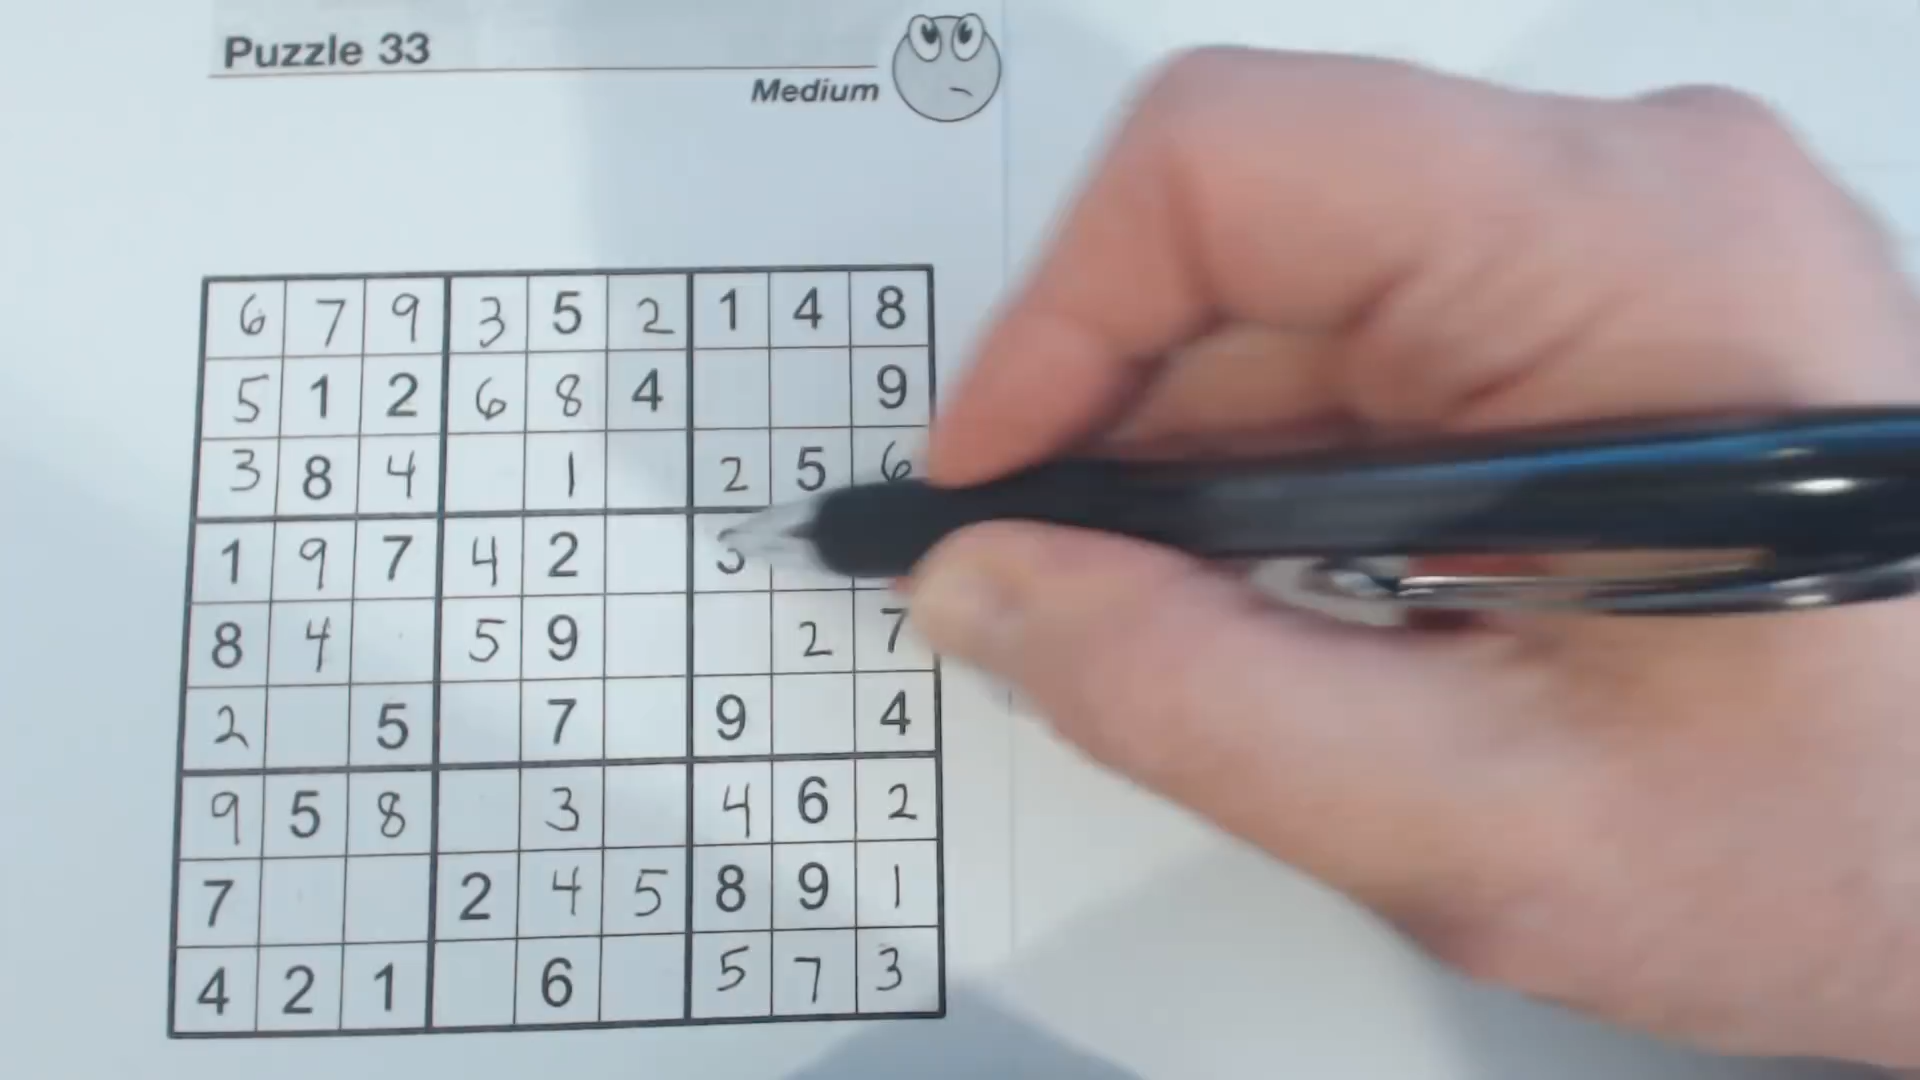 Puzzle 33
Medium
6 7 9 3 5 2 1 4 8
5 1 2 6 8 4 9
3 8 4 1 2 5 6
1 9 7 4 2 3
8 4 5 9 2 7
2 5 7 9 4
9 5 8 3 4 6 2
7 2 4 5 8 9 1
4 2 1 6 5 7 3